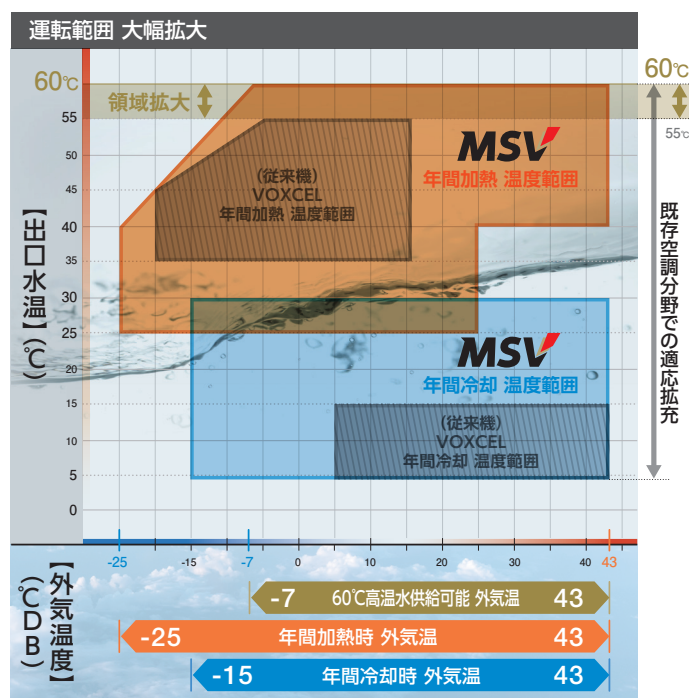 運転範囲 大幅拡大
60℃
60℃
領域拡大
55
55℃
50
45
40
35
30
25
20
15
10
5
0
【出口水温】(℃)
MSV
年間加熱 温度範囲
(従来機)
VOXCEL
年間加熱 温度範囲
MSV
年間冷却 温度範囲
(従来機)
VOXCEL
年間冷却 温度範囲
既存空調分野での適応拡充
-25
-15
-7
0
10
20
30
40
43
【外気温度】
(℃DB)
-7 60℃高温水供給可能 外気温 43
-25 年間加熱時 外気温 43
-15 年間冷却時 外気温 43